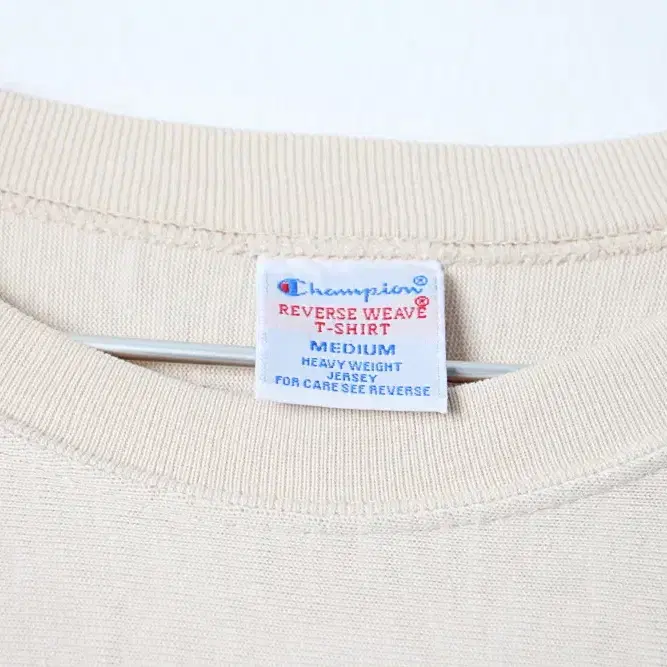 Champion®
REVERSE WEAVE®
T-SHIRT
MEDIUM
HEAVY WEIGHT
JERSEY
FOR CARE SEE REVERSE